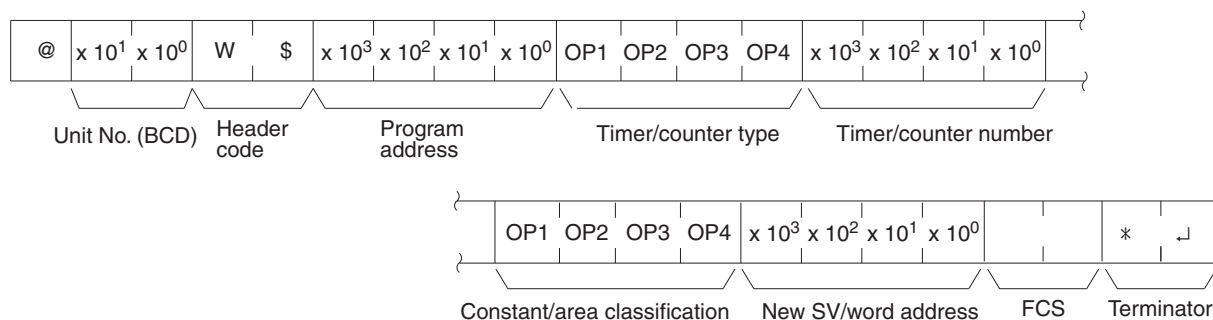 @ x 10¹ x 10⁰ W $ x 10³ x 10² x 10¹ x 10⁰ OP1 OP2 OP3 OP4 x 10³ x 10² x 10¹ x 10⁰
Unit No. (BCD) Header code Program address Timer/counter type Timer/counter number
OP1 OP2 OP3 OP4 x 10³ x 10² x 10¹ x 10⁰ * ↵
Constant/area classification New SV/word address FCS Terminator